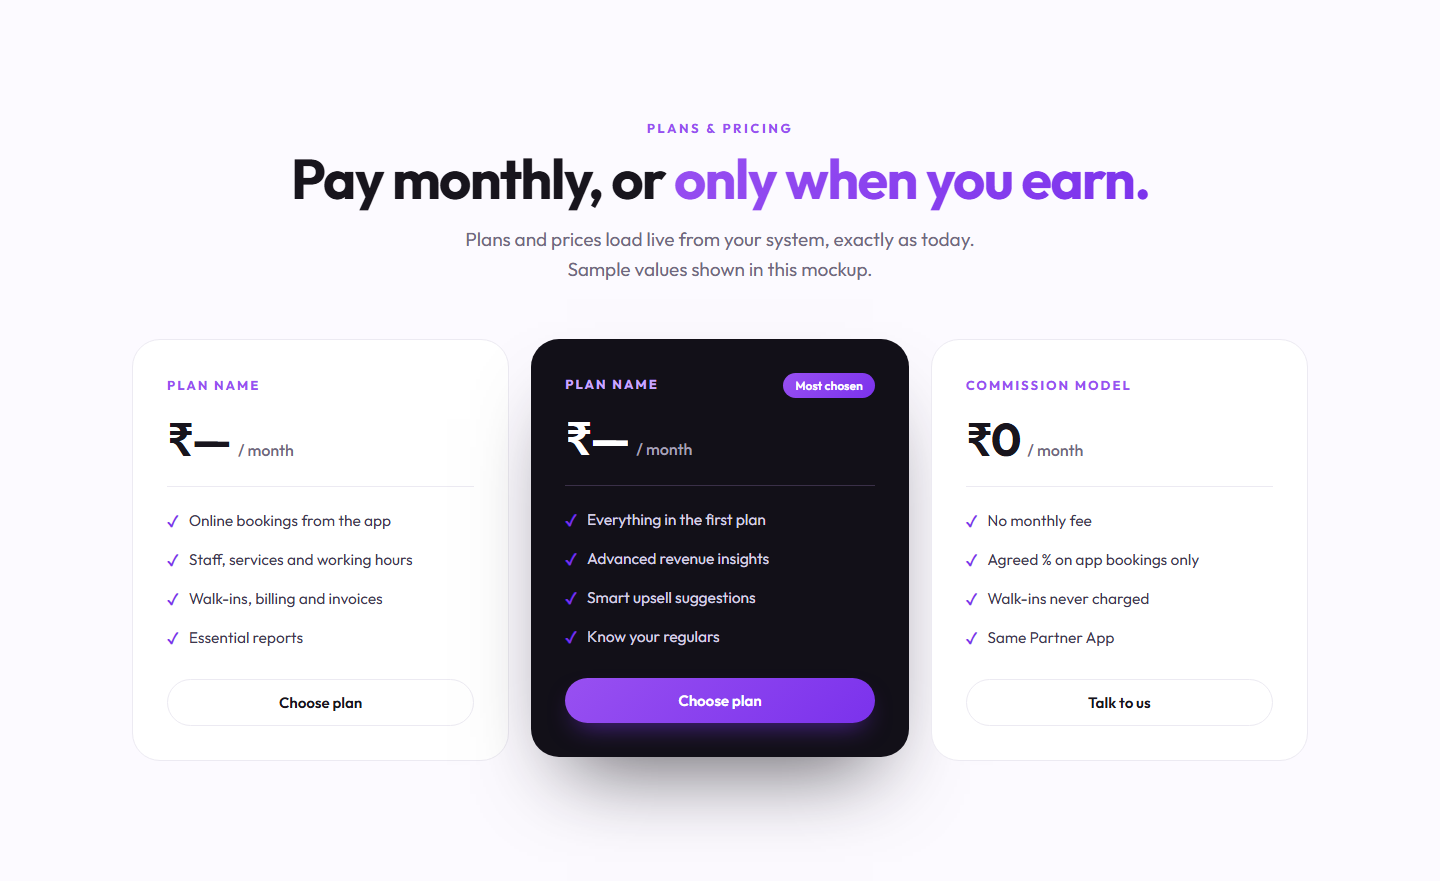 PLANS & PRICING
Pay monthly, or only when you earn.
Plans and prices load live from your system, exactly as today.
Sample values shown in this mockup.
PLAN NAME
₹— / month
✓ Online bookings from the app
✓ Staff, services and working hours
✓ Walk-ins, billing and invoices
✓ Essential reports
Choose plan
PLAN NAME
Most chosen
₹— / month
✓ Everything in the first plan
✓ Advanced revenue insights
✓ Smart upsell suggestions
✓ Know your regulars
Choose plan
COMMISSION MODEL
₹0 / month
✓ No monthly fee
✓ Agreed % on app bookings only
✓ Walk-ins never charged
✓ Same Partner App
Talk to us